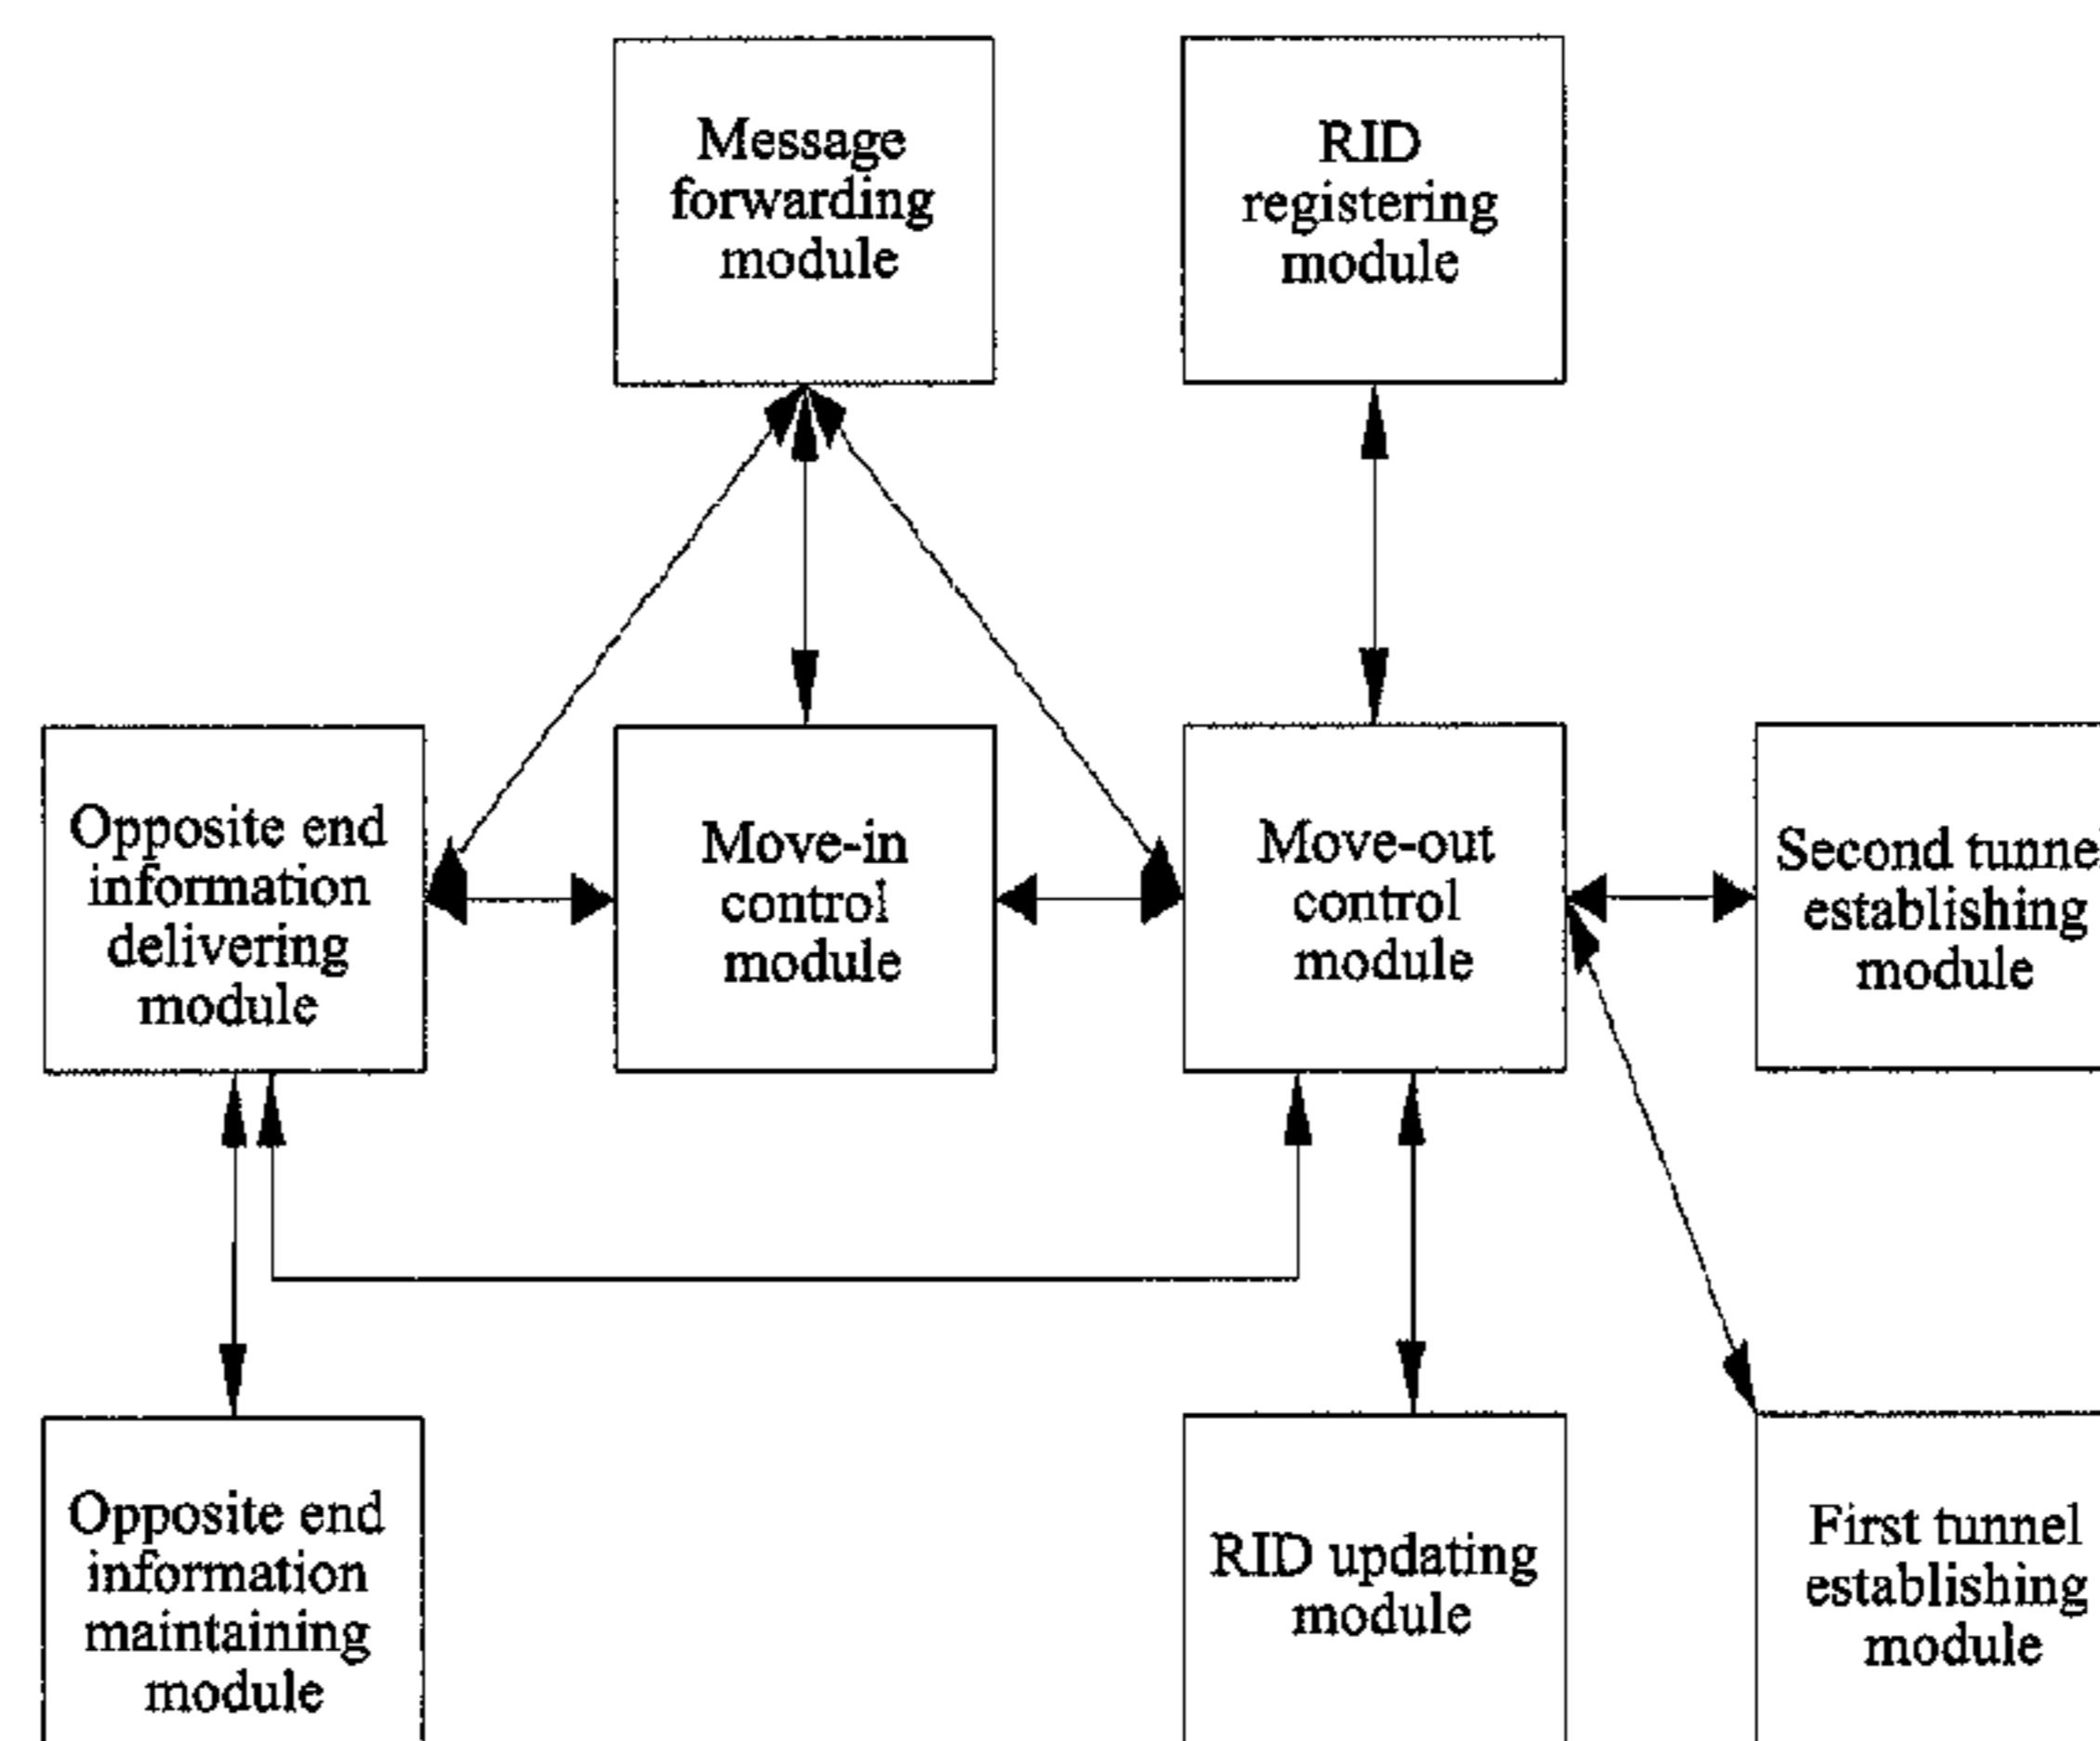 Message
forwarding
module
RID
registering
module
Opposite end
information
delivering
module
Move-in
control
module
Move-out
control
module
Second tunnel
establishing
module
Opposite end
information
maintaining
module
RID updating
module
First tunnel
establishing
module